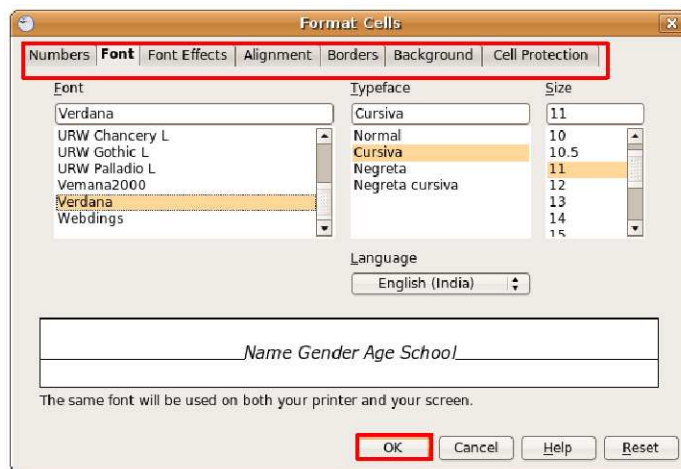 Format Cells
Numbers Font Font Effects Alignment Borders Background Cell Protection
Font Typeface Size
Verdana Cursiva 11
URW Chancery L Normal 10
URW Gothic L Cursiva 10.5
URW Palladio L Negreta 11
Vemana2000 Negreta cursiva 12
Verdana 13
Webdings 14
15
Language
English (India)
Name Gender Age School
The same font will be used on both your printer and your screen.
OK Cancel Help Reset